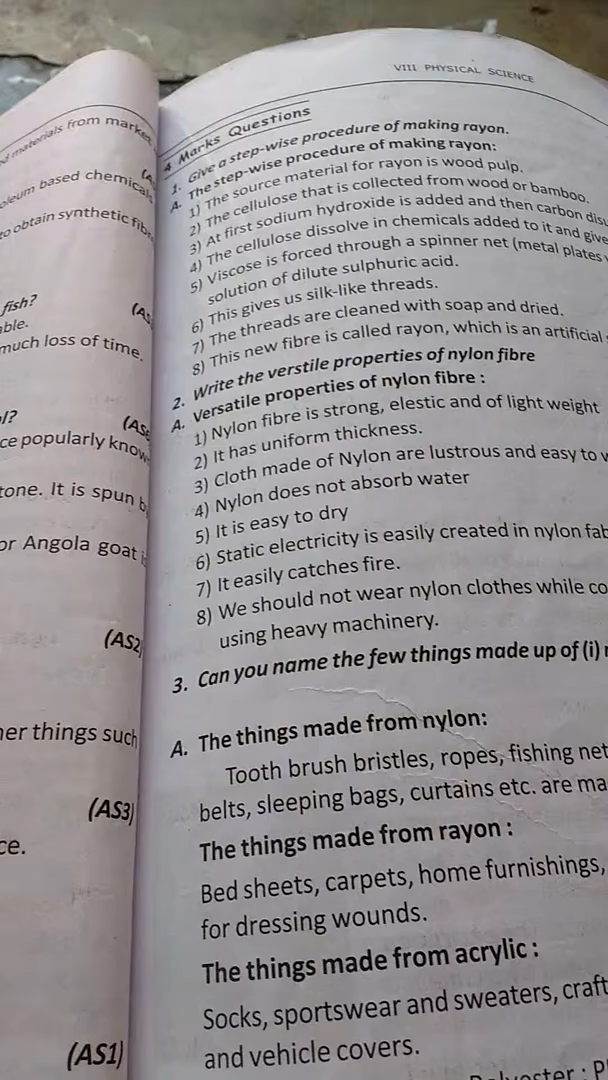 materials from market
(A
oleum based chemicals
to obtain synthetic fib
fish?
(AS
able.
much loss of time.
l?
(AS
ce popularly know
tone. It is spun b
or Angola goat i
(AS2)
her things such
(AS3)
ce.
(AS1)
VIII PHYSICAL SCIENCE
4 Marks Questions
1. Give a step-wise procedure of making rayon.
A. The step-wise procedure of making rayon:
1) The source material for rayon is wood pulp.
2) The cellulose that is collected from wood or bamboo.
3) At first sodium hydroxide is added and then carbon disu
4) The cellulose dissolve in chemicals added to it and give
5) Viscose is forced through a spinner net (metal plates
solution of dilute sulphuric acid.
6) This gives us silk-like threads.
7) The threads are cleaned with soap and dried.
8) This new fibre is called rayon, which is an artificial
2. Write the verstile properties of nylon fibre
A. Versatile properties of nylon fibre :
1) Nylon fibre is strong, elestic and of light weight
2) It has uniform thickness.
3) Cloth made of Nylon are lustrous and easy to w
4) Nylon does not absorb water
5) It is easy to dry
6) Static electricity is easily created in nylon fab
7) It easily catches fire.
8) We should not wear nylon clothes while co
using heavy machinery.
3. Can you name the few things made up of (i) n
A. The things made from nylon:
Tooth brush bristles, ropes, fishing net
belts, sleeping bags, curtains etc. are ma
The things made from rayon :
Bed sheets, carpets, home furnishings,
for dressing wounds.
The things made from acrylic :
Socks, sportswear and sweaters, craft
and vehicle covers.
Polyester : P